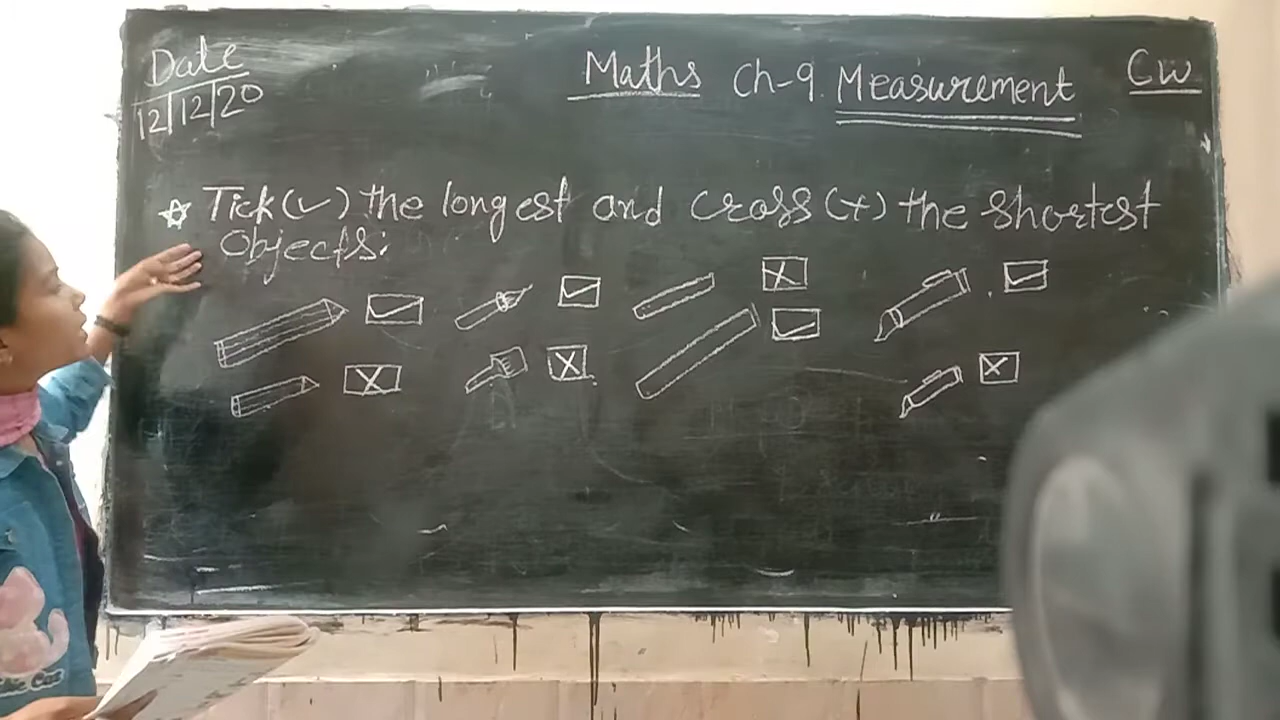 Date
12/12/20
Maths Ch-9. Measurement
CW
☆ Tick (✓) the longest and cross (×) the shortest
objects: